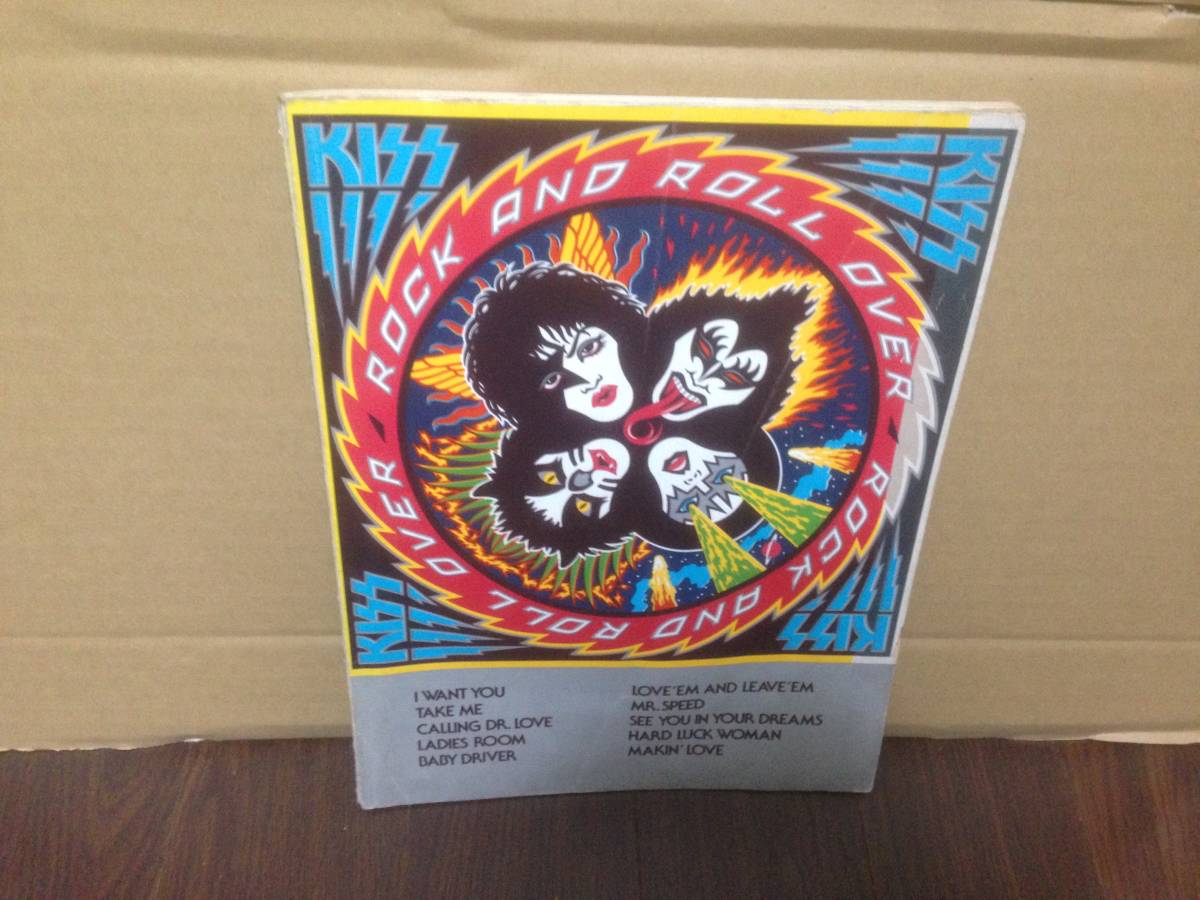 KISS
KISS
ROCK AND ROLL OVER
ROCK AND ROLL OVER
KISS
KISS
I WANT YOU
TAKE ME
CALLING DR. LOVE
LADIES ROOM
BABY DRIVER
LOVE 'EM AND LEAVE 'EM
MR. SPEED
SEE YOU IN YOUR DREAMS
HARD LUCK WOMAN
MAKIN' LOVE